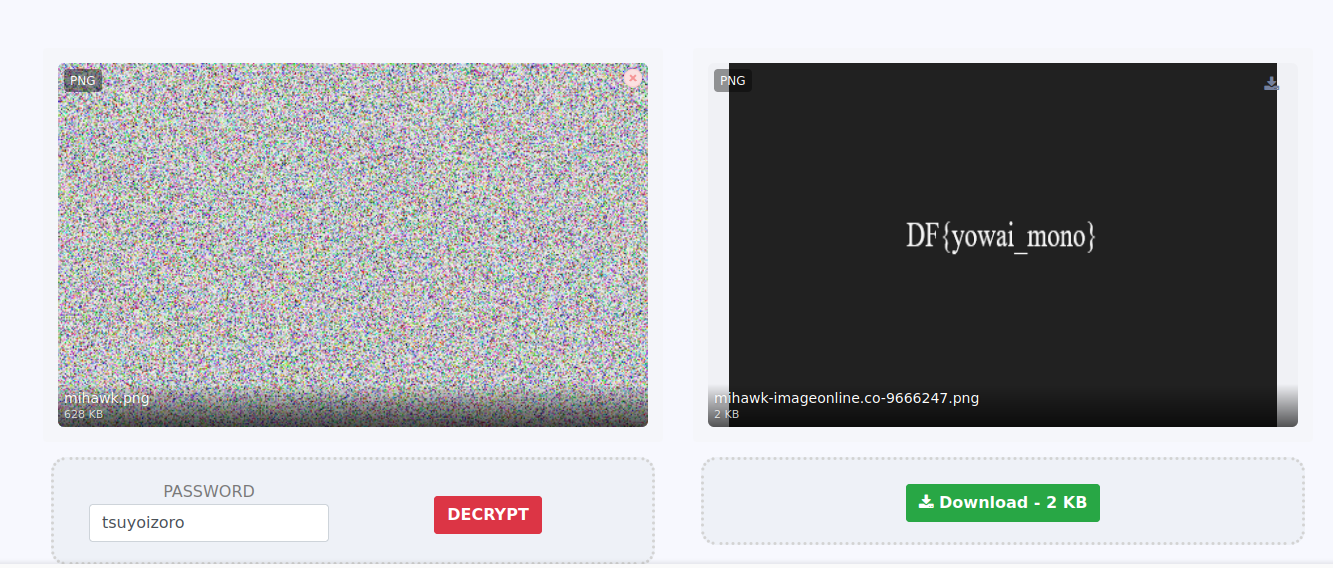 PNG
mihawk.png
628 KB
PASSWORD
tsuyoizoro
DECRYPT
PNG
DF{yowai_mono}
mihawk-imageonline.co-9666247.png
2 KB
Download - 2 KB